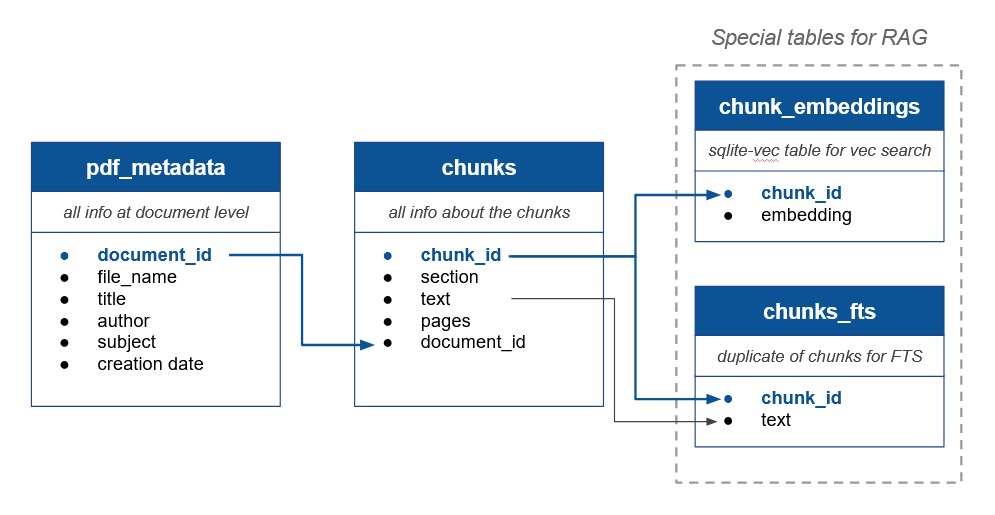 Special tables for RAG
pdf_metadata
all info at document level
● document_id
● file_name
● title
● author
● subject
● creation date
chunks
all info about the chunks
● chunk_id
● section
● text
● pages
● document_id
chunk_embeddings
sqlite-vec table for vec search
● chunk_id
● embedding
chunks_fts
duplicate of chunks for FTS
● chunk_id
● text